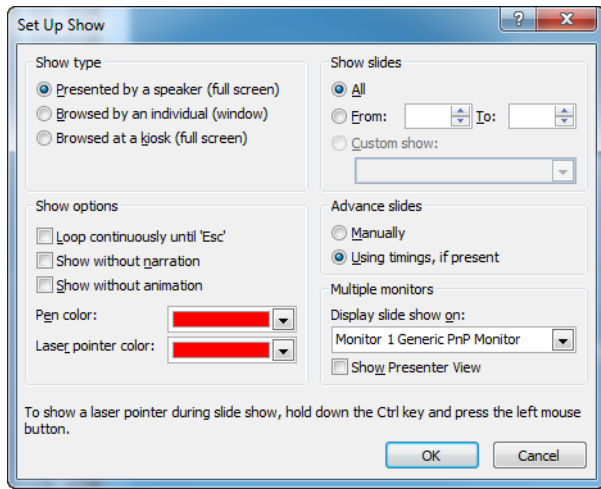 Set Up Show
?
Show type
Presented by a speaker (full screen)
Browsed by an individual (window)
Browsed at a kiosk (full screen)
Show slides
All
From: To:
Custom show:
Show options
Loop continuously until 'Esc'
Show without narration
Show without animation
Pen color:
Laser pointer color:
Advance slides
Manually
Using timings, if present
Multiple monitors
Display slide show on:
Monitor 1 Generic PnP Monitor
Show Presenter View
To show a laser pointer during slide show, hold down the Ctrl key and press the left mouse
button.
OK Cancel